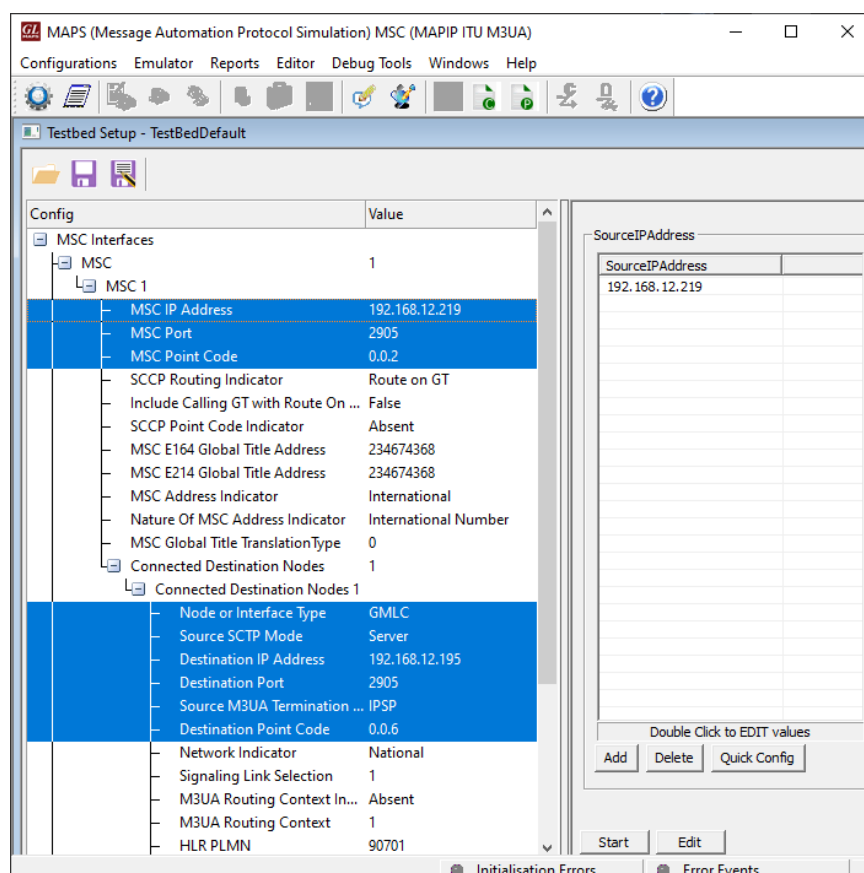 GL MAPS MAPS (Message Automation Protocol Simulation) MSC (MAPIP ITU M3UA)
Configurations Emulator Reports Editor Debug Tools Windows Help
Testbed Setup - TestBedDefault
Config Value
MSC Interfaces
MSC 1
MSC 1
MSC IP Address 192.168.12.219
MSC Port 2905
MSC Point Code 0.0.2
SCCP Routing Indicator Route on GT
Include Calling GT with Route On ... False
SCCP Point Code Indicator Absent
MSC E164 Global Title Address 234674368
MSC E214 Global Title Address 234674368
MSC Address Indicator International
Nature Of MSC Address Indicator International Number
MSC Global Title TranslationType 0
Connected Destination Nodes 1
Connected Destination Nodes 1
Node or Interface Type GMLC
Source SCTP Mode Server
Destination IP Address 192.168.12.195
Destination Port 2905
Source M3UA Termination ... IPSP
Destination Point Code 0.0.6
Network Indicator National
Signaling Link Selection 1
M3UA Routing Context In... Absent
M3UA Routing Context 1
HLR PLMN 90701
SourceIPAddress
SourceIPAddress
192.168.12.219
Double Click to EDIT values
Add Delete Quick Config
Start Edit
Initialisation Errors Error Events